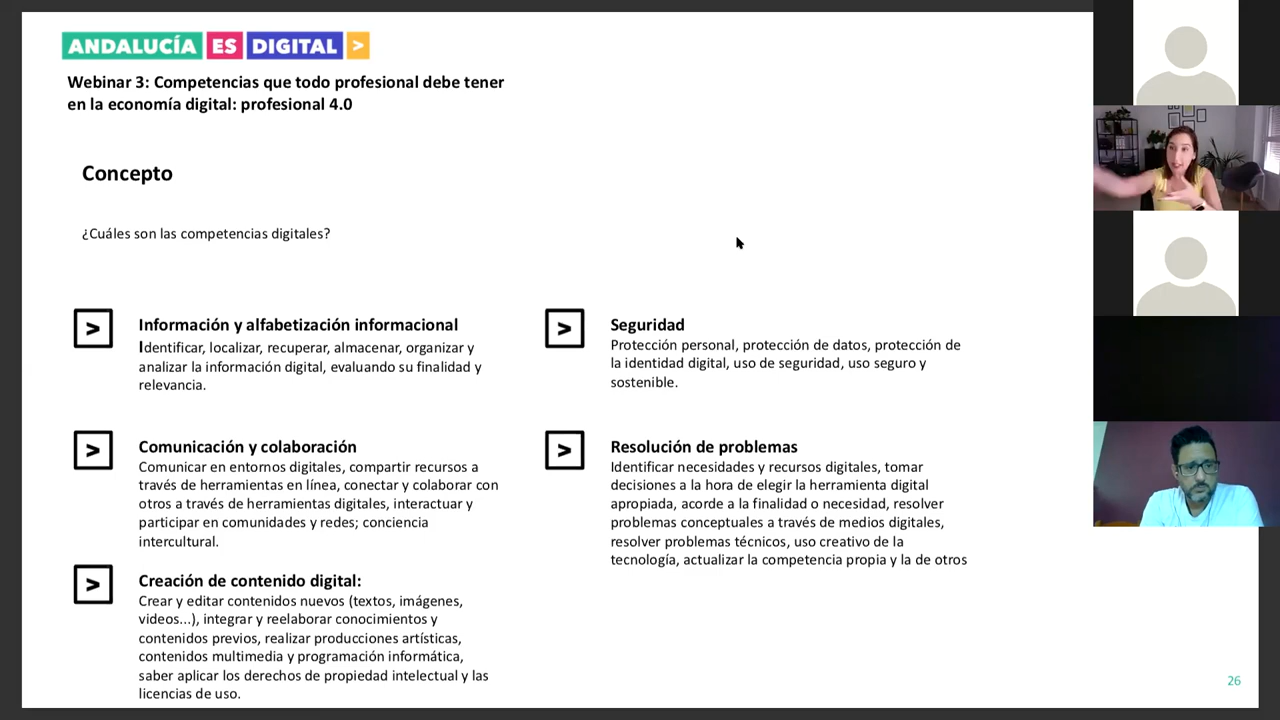 ANDALUCÍA ES DIGITAL >
Webinar 3: Competencias que todo profesional debe tener
en la economía digital: profesional 4.0
Concepto
¿Cuáles son las competencias digitales?
>
Información y alfabetización informacional
Identificar, localizar, recuperar, almacenar, organizar y
analizar la información digital, evaluando su finalidad y
relevancia.
>
Comunicación y colaboración
Comunicar en entornos digitales, compartir recursos a
través de herramientas en línea, conectar y colaborar con
otros a través de herramientas digitales, interactuar y
participar en comunidades y redes; conciencia
intercultural.
>
Creación de contenido digital:
Crear y editar contenidos nuevos (textos, imágenes,
videos...), integrar y reelaborar conocimientos y
contenidos previos, realizar producciones artísticas,
contenidos multimedia y programación informática,
saber aplicar los derechos de propiedad intelectual y las
licencias de uso.
>
Seguridad
Protección personal, protección de datos, protección de
la identidad digital, uso de seguridad, uso seguro y
sostenible.
>
Resolución de problemas
Identificar necesidades y recursos digitales, tomar
decisiones a la hora de elegir la herramienta digital
apropiada, acorde a la finalidad o necesidad, resolver
problemas conceptuales a través de medios digitales,
resolver problemas técnicos, uso creativo de la
tecnología, actualizar la competencia propia y la de otros
26